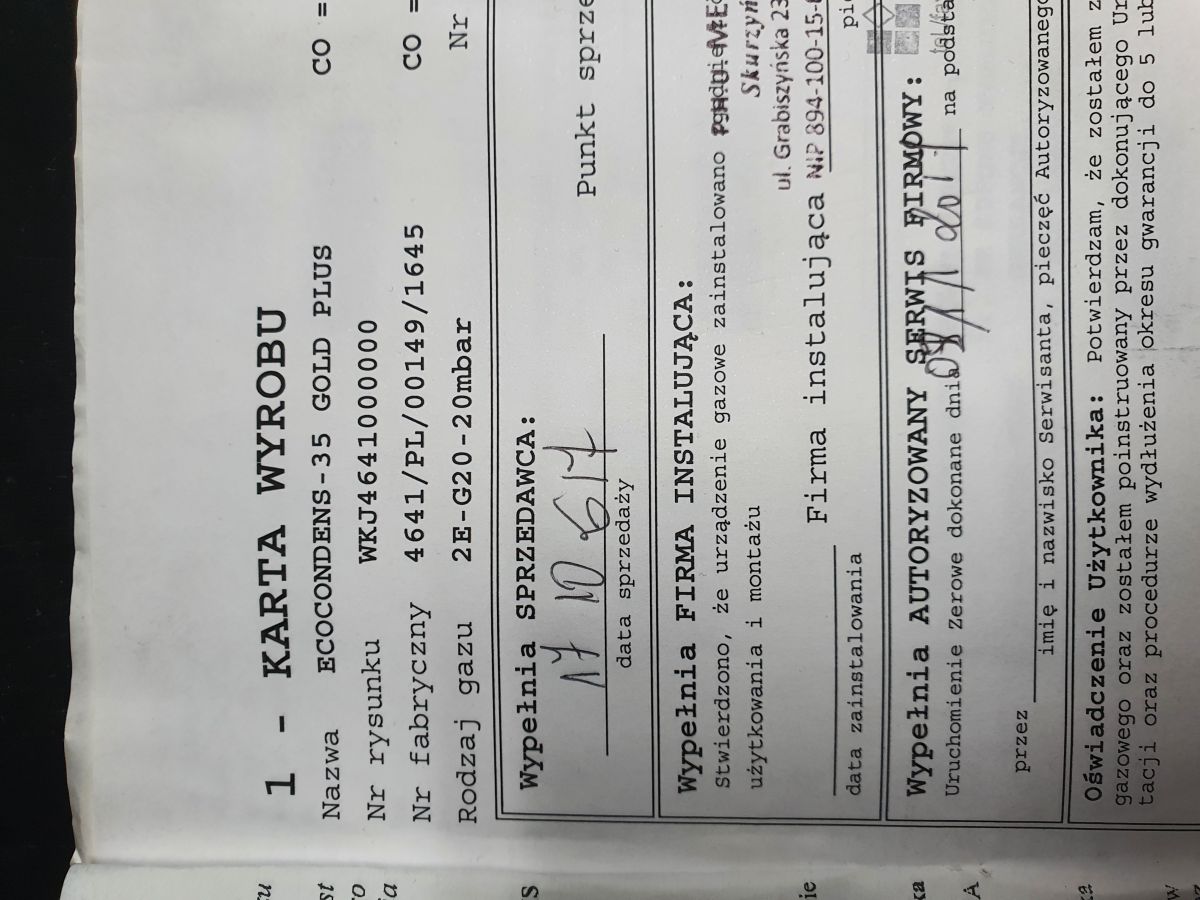 1 - KARTA WYROBU
Nazwa ECOCONDENS-35 GOLD PLUS CO =
Nr rysunku WKJ4641000000
Nr fabryczny 4641/PL/00149/1645 CO =
Rodzaj gazu 2E-G20-20mbar Nr
Wypełnia SPRZEDAWCA:
17 10 617
data sprzedaży
Punkt sprze
Wypełnia FIRMA INSTALUJĄCA:
Stwierdzono, że urządzenie gazowe zainstalowano
użytkowania i montażu
Skurzyń
ul. Grabiszyńska 23
NIP 894-100-15-
Firma instalująca
data zainstalowania
Wypełnia AUTORYZOWANY SERWIS FIRMOWY:
Uruchomienie Zerowe dokonane dnia na podsta
przez
imię i nazwisko Serwisanta, pieczęć Autoryzowanego
Oświadczenie Użytkownika: Potwierdzam, że zostałem z
gazowego oraz zostałem poinstruowany przez dokonującego Ur
tacji oraz procedurze wydłużenia okresu gwarancji do 5 lub